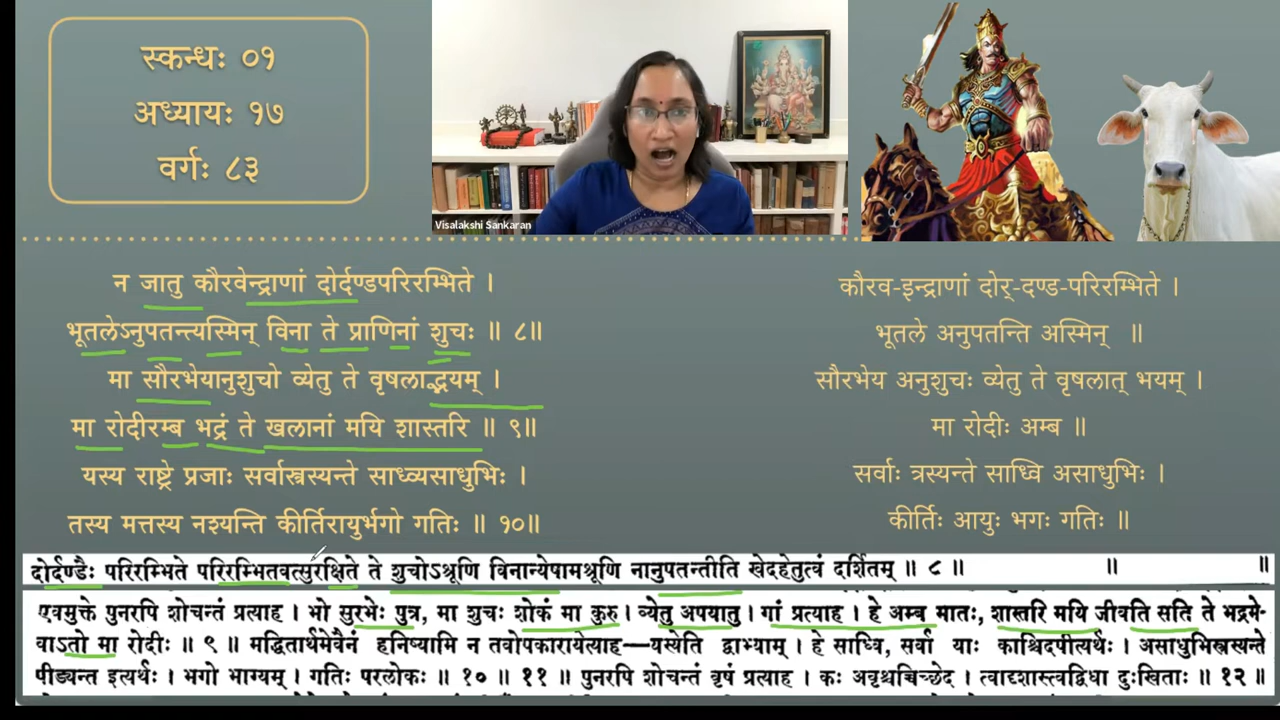 स्कन्धः ०१
अध्यायः १७
वर्गः ८३
Visalakshi Sankaran
न जातु कौरवेन्द्राणां दोर्दण्डपरिरम्भिते ।
भूतलेऽनुपतन्त्यस्मिन् विना ते प्राणिनां शुचः ॥ ८॥
मा सौरभेयानुशुचो व्येतु ते वृषलाद्भयम् ।
मा रोदीरम्ब भद्रं ते खलानां मयि शास्तरि ॥ ९॥
यस्य राष्ट्रे प्रजाः सर्वास्त्रस्यन्ते साध्व्यसाधुभिः ।
तस्य मत्तस्य नश्यन्ति कीर्तिरायुर्भगो गतिः ॥ १०॥
कौरव-इन्द्राणां दोर्-दण्ड-परिरम्भिते ।
भूतले अनुपतन्ति अस्मिन् ॥
सौरभेय अनुशुचः व्येतु ते वृषलात् भयम् ।
मा रोदीः अम्ब ॥
सर्वाः त्रस्यन्ते साध्वि असाधुभिः ।
कीर्तिः आयुः भगः गतिः ॥
दोर्दण्डैः परिरम्भिते परिरम्भितवत्सुरक्षिते ते शुचोऽश्रूणि विनान्येषामश्रूणि नानुपतन्तीति खेदहेतुत्वं दर्शितम् ॥ ८ ॥ ॥ ॥
एवमुक्ते पुनरपि शोचन्तं प्रत्याह । भो सुरभेः पुत्र, मा शुचः शोकं मा कुरु । व्येतु अपयातु । गां प्रत्याह । हे अम्ब मातः, शास्तरि मयि जीवति सति ते भद्रमे-
वाऽतो मा रोदीः ॥ ९ ॥ मद्धितार्थमेवैनं हनिष्यामि न तवोपकारायेत्याह—यस्येति द्वाभ्याम् । हे साध्वि, सर्वा याः काश्चिदपीत्यर्थः । असाधुभिस्त्रस्यन्ते
पीड्यन्त इत्यर्थः । भगो भाग्यम् । गतिः परलोकः ॥ १० ॥ ११ ॥ पुनरपि शोचन्तं वृषं प्रत्याह । कः अवृश्चच्चिच्छेद । त्वादृशास्त्वद्विधा दुःखिताः ॥ १२ ॥